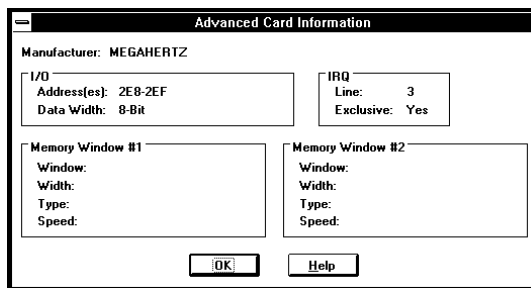 Advanced Card Information
Manufacturer: MEGAHERTZ
I/O
Address(es): 2E8-2EF
Data Width: 8-Bit
IRQ
Line: 3
Exclusive: Yes
Memory Window #1
Window:
Width:
Type:
Speed:
Memory Window #2
Window:
Width:
Type:
Speed:
OK
Help